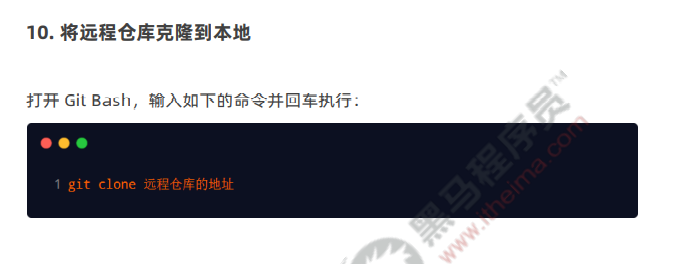 10. 将远程仓库克隆到本地
打开 Git Bash，输入如下的命令并回车执行：
1 git clone 远程仓库的地址
黑马程序员™
www.itheima.com